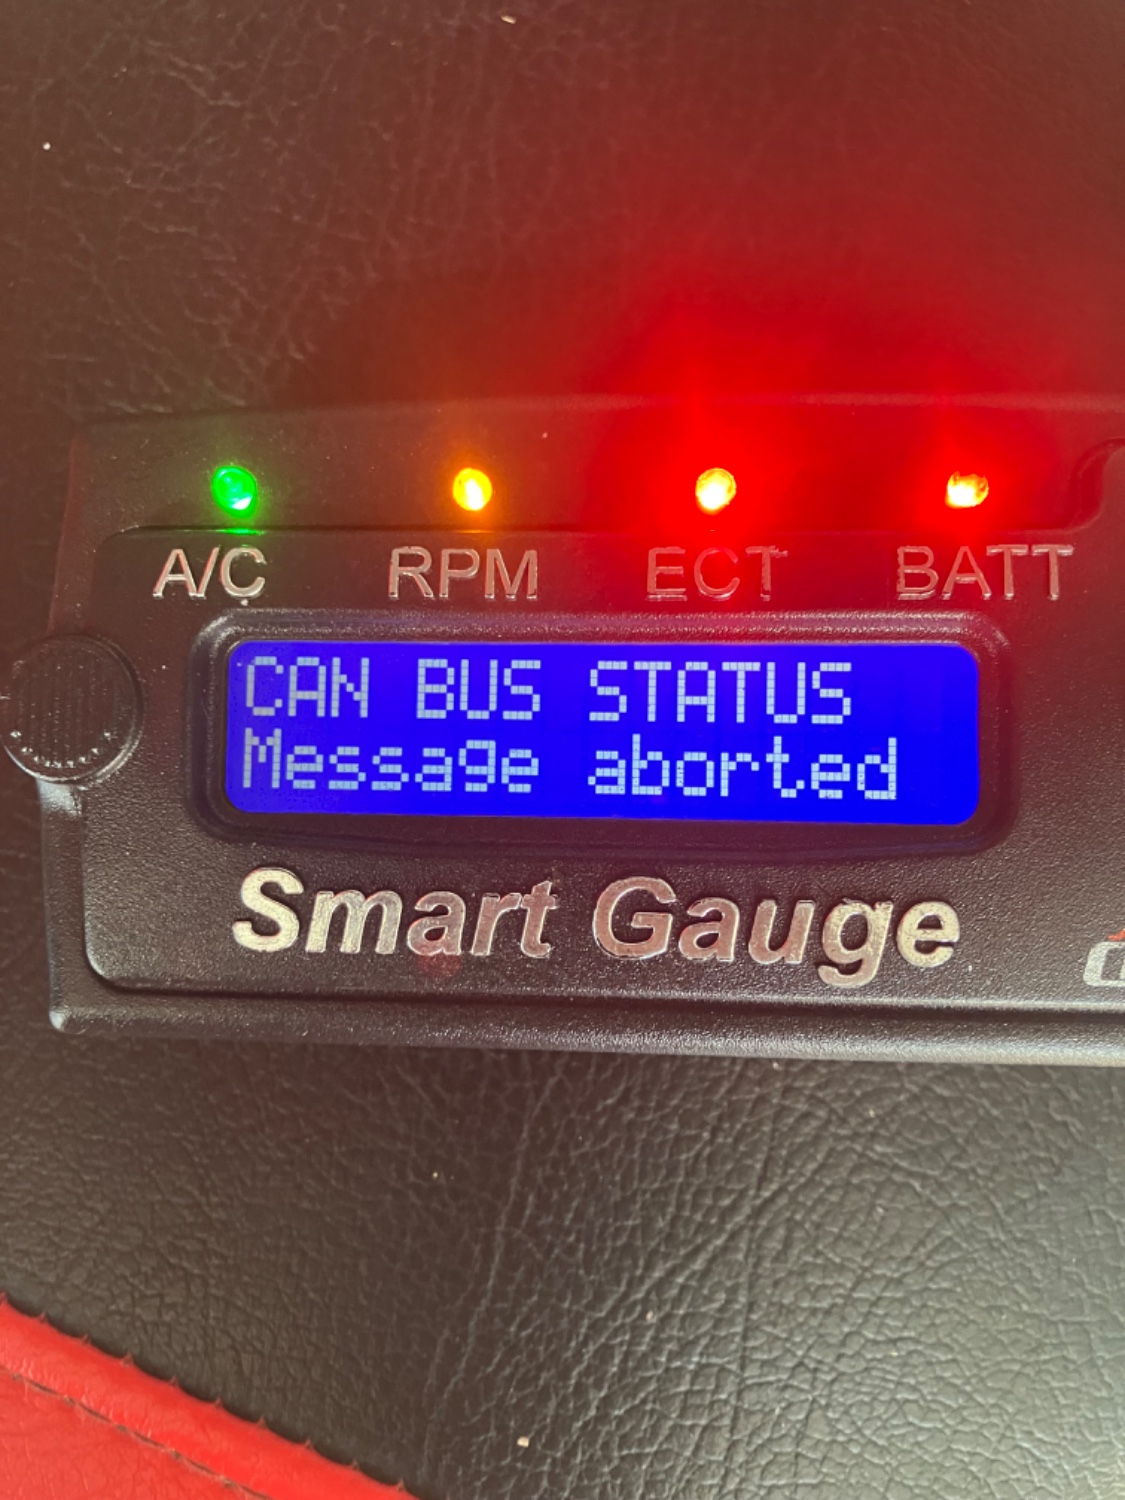 A/C RPM ECT BATT
CAN BUS STATUS
Message aborted
Smart Gauge